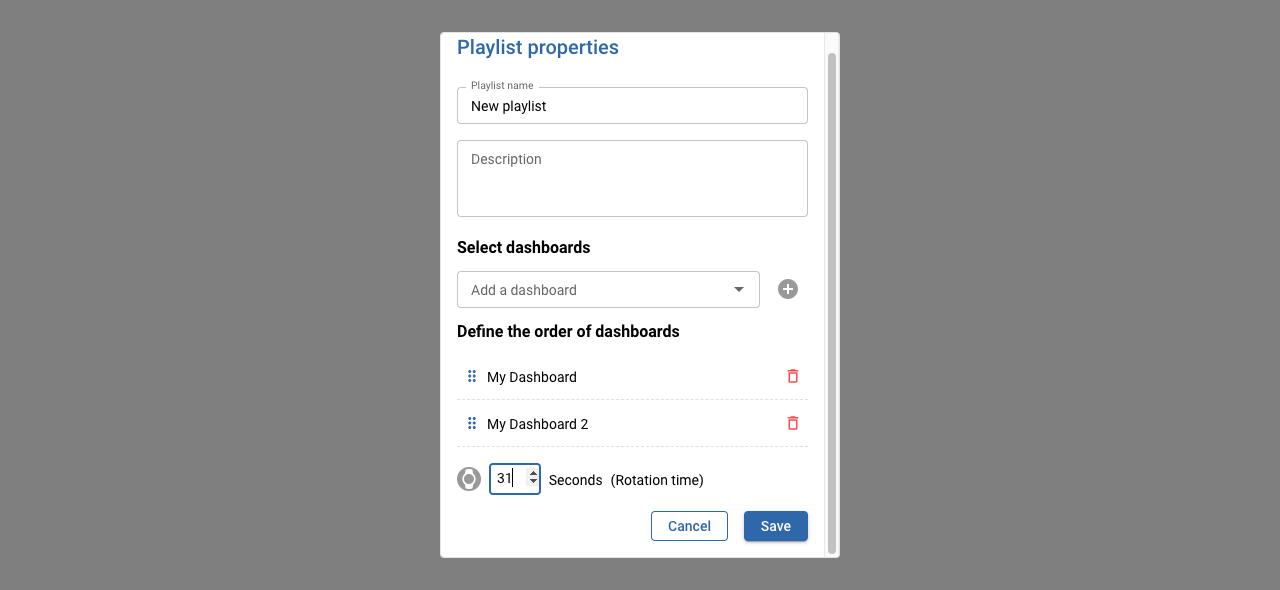 Playlist properties
Playlist name
New playlist
Description
Select dashboards
Add a dashboard
Define the order of dashboards
My Dashboard
My Dashboard 2
31 Seconds (Rotation time)
Cancel Save